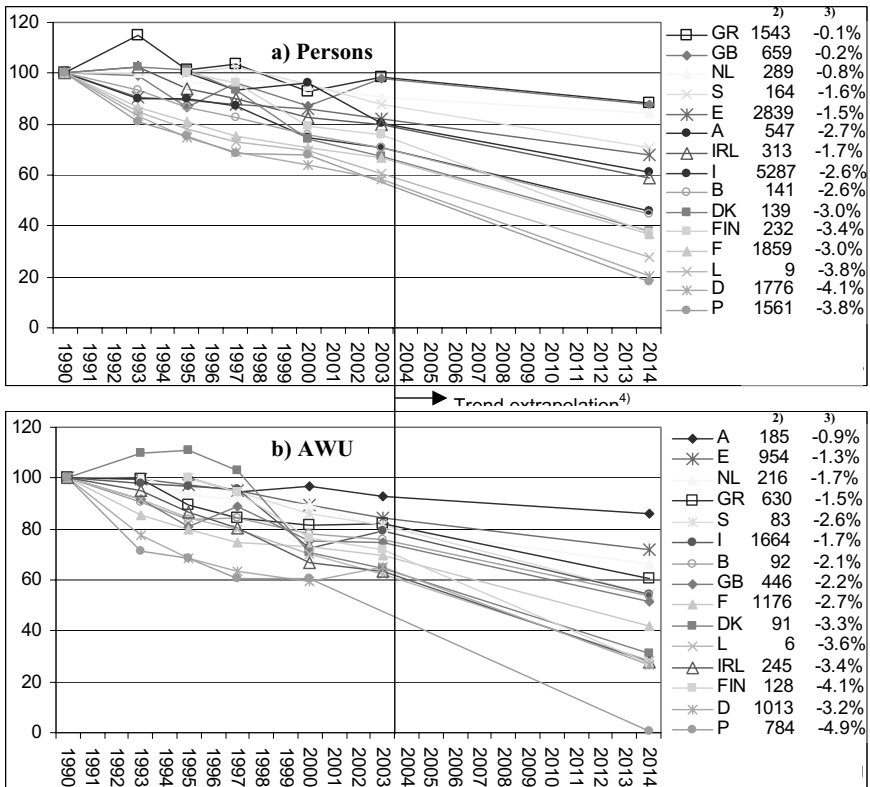 a) Persons
120
100
80
60
40
20
0
1990 1991 1992 1993 1994 1995 1996 1997 1998 1999 2000 2001 2002 2003 2004 2005 2006 2007 2008 2009 2010 2011 2012 2013 2014
2) 3)
GR 1543 -0.1%
GB 659 -0.2%
NL 289 -0.8%
S 164 -1.6%
E 2839 -1.5%
A 547 -2.7%
IRL 313 -1.7%
I 5287 -2.6%
B 141 -2.6%
DK 139 -3.0%
FIN 232 -3.4%
F 1859 -3.0%
L 9 -3.8%
D 1776 -4.1%
P 1561 -3.8%
Trend extrapolation4)
b) AWU
120
100
80
60
40
20
0
1990 1991 1992 1993 1994 1995 1996 1997 1998 1999 2000 2001 2002 2003 2004 2005 2006 2007 2008 2009 2010 2011 2012 2013 2014
2) 3)
A 185 -0.9%
E 954 -1.3%
NL 216 -1.7%
GR 630 -1.5%
S 83 -2.6%
I 1664 -1.7%
B 92 -2.1%
GB 446 -2.2%
F 1176 -2.7%
DK 91 -3.3%
L 6 -3.6%
IRL 245 -3.4%
FIN 128 -4.1%
D 1013 -3.2%
P 784 -4.9%